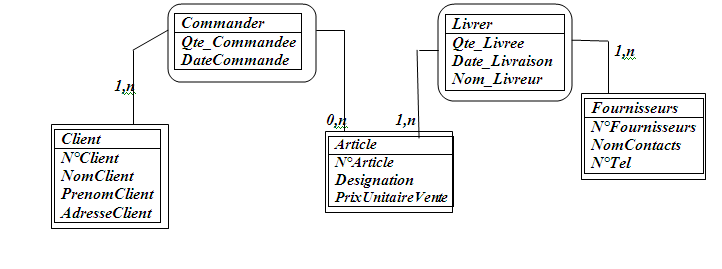 Commander
Qte_Commandee
DateCommande
Livrer
Qte_Livree
Date_Livraison
Nom_Livreur
1,n
1,n
0,n
1,n
Client
N°Client
NomClient
PrenomClient
AdresseClient
Article
N°Article
Designation
PrixUnitaireVente
Fournisseurs
N°Fournisseurs
NomContacts
N°Tel